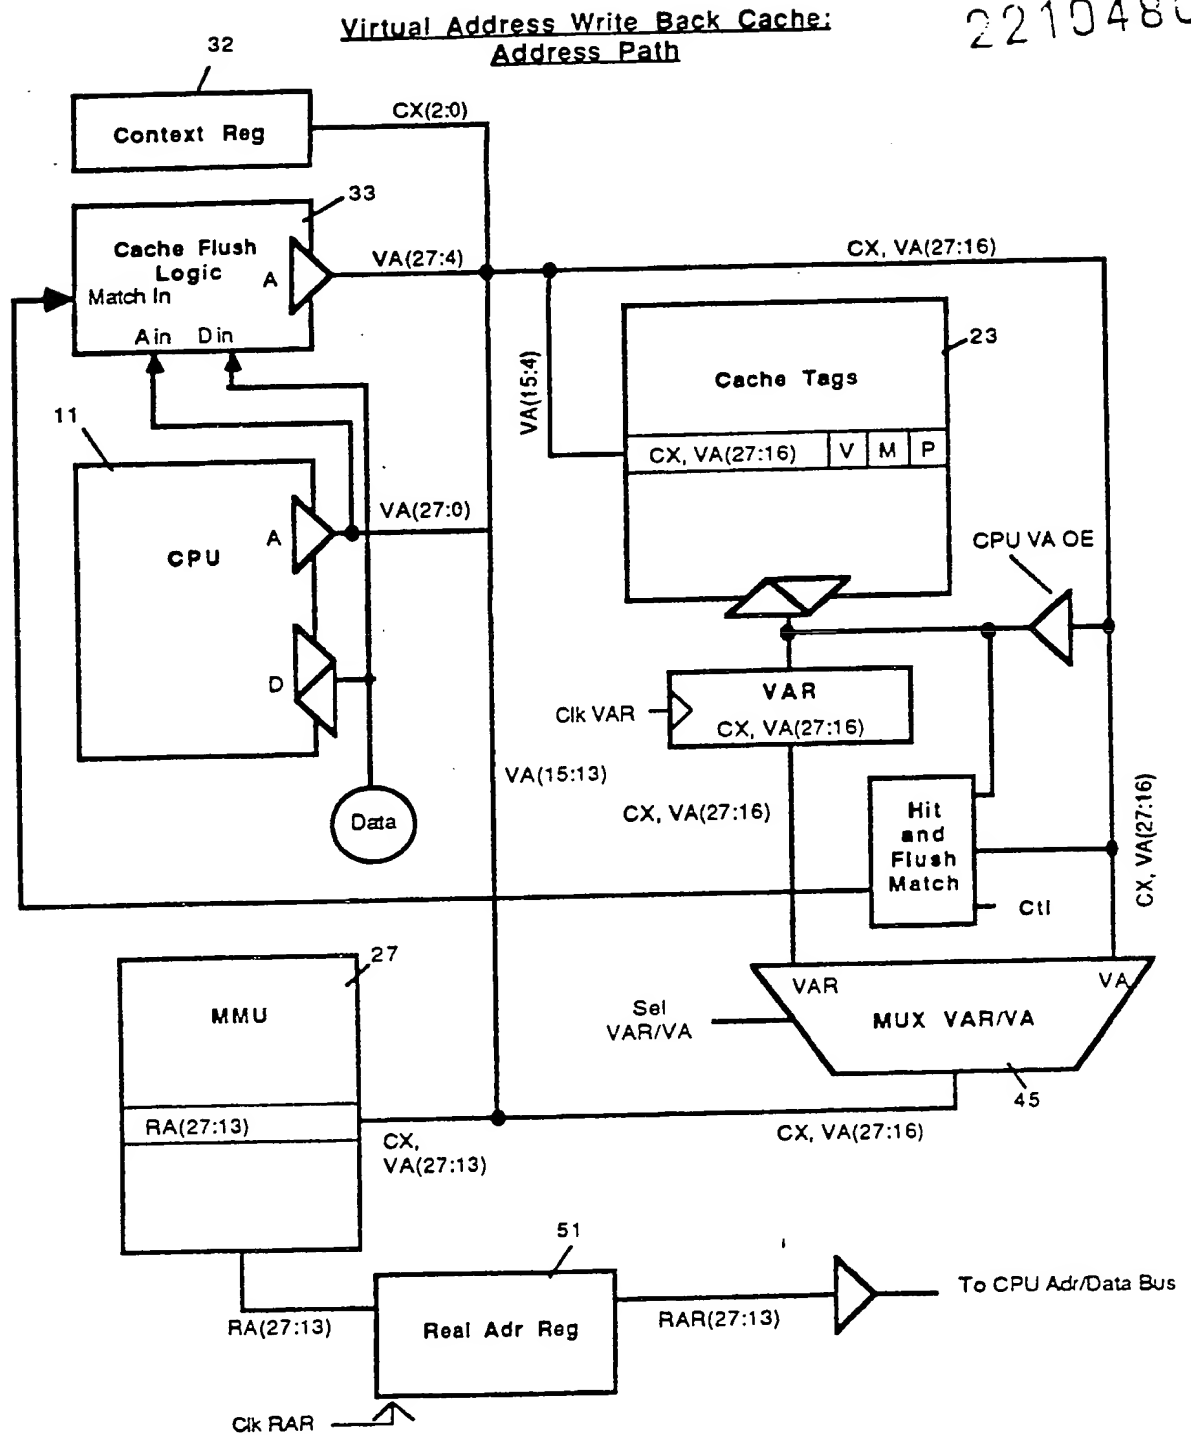 Virtual Address Write Back Cache:
Address Path
32
Context Reg
CX(2:0)
33
Cache Flush
Logic
A
Match In
A in D in
VA(27:4)
CX, VA(27:16)
23
Cache Tags
VA(15:4)
CX, VA(27:16) V M P
11
CPU
A
D
VA(27:0)
CPU VA OE
VAR
CX, VA(27:16)
Clk VAR
VA(15:13)
CX, VA(27:16)
Data
Hit
and
Flush
Match
Ctl
CX, VA(27:16)
27
MMU
RA(27:13)
Sel
VAR/VA
VAR
VA
MUX VAR/VA
45
CX,
VA(27:13)
CX, VA(27:16)
51
RA(27:13)
Real Adr Reg
RAR(27:13)
To CPU Adr/Data Bus
Clk RAR